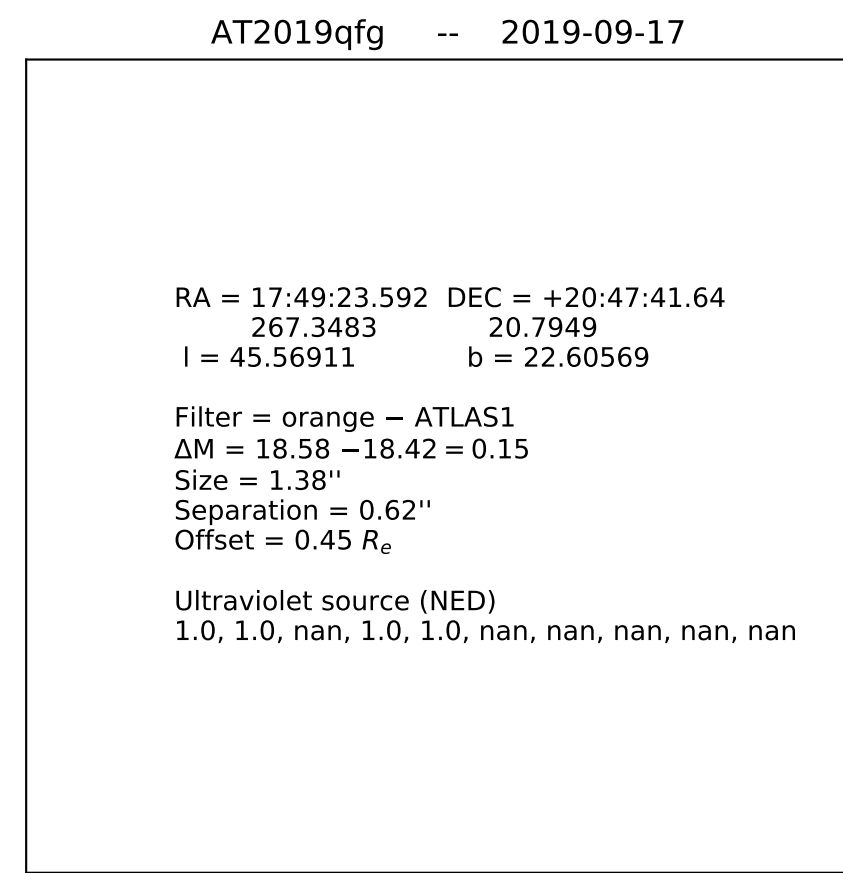 AT2019qfg -- 2019-09-17
RA = 17:49:23.592 DEC = +20:47:41.64
267.3483 20.7949
l = 45.56911 b = 22.60569
Filter = orange − ATLAS1
ΔM = 18.58 −18.42 = 0.15
Size = 1.38''
Separation = 0.62''
Offset = 0.45 Rₑ
Ultraviolet source (NED)
1.0, 1.0, nan, 1.0, 1.0, nan, nan, nan, nan, nan